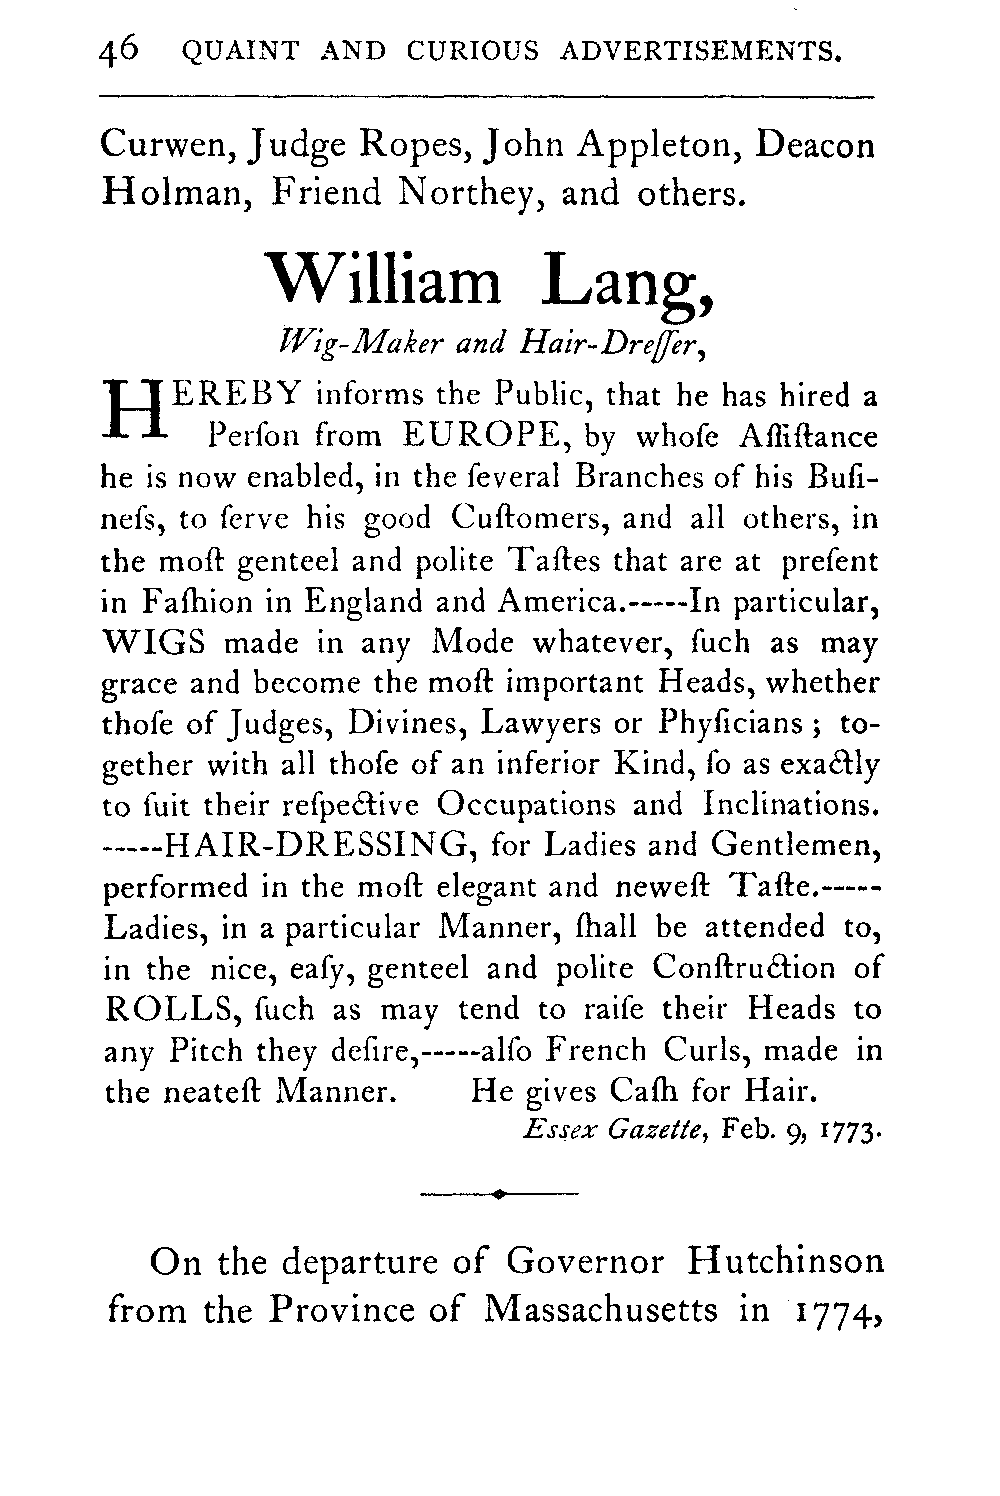 46 QUAINT AND CURIOUS ADVERTISEMENTS.
Curwen, Judge Ropes, John Appleton, Deacon
Holman, Friend Northey, and others.
William Lang,
Wig-Maker and Hair-Dreſſer,
HEREBY informs the Public, that he has hired a
Perſon from EUROPE, by whoſe Aſſiſtance
he is now enabled, in the ſeveral Branches of his Buſi-
neſs, to ſerve his good Cuſtomers, and all others, in
the moſt genteel and polite Taſtes that are at preſent
in Faſhion in England and America.-----In particular,
WIGS made in any Mode whatever, ſuch as may
grace and become the moſt important Heads, whether
thoſe of Judges, Divines, Lawyers or Phyſicians ; to-
gether with all thoſe of an inferior Kind, ſo as exactly
to ſuit their reſpective Occupations and Inclinations.
-----HAIR-DRESSING, for Ladies and Gentlemen,
performed in the moſt elegant and neweſt Taſte.-----
Ladies, in a particular Manner, ſhall be attended to,
in the nice, eaſy, genteel and polite Conſtruction of
ROLLS, ſuch as may tend to raiſe their Heads to
any Pitch they deſire,-----alſo French Curls, made in
the neateſt Manner. He gives Caſh for Hair.
Essex Gazette, Feb. 9, 1773.
On the departure of Governor Hutchinson
from the Province of Massachusetts in 1774,